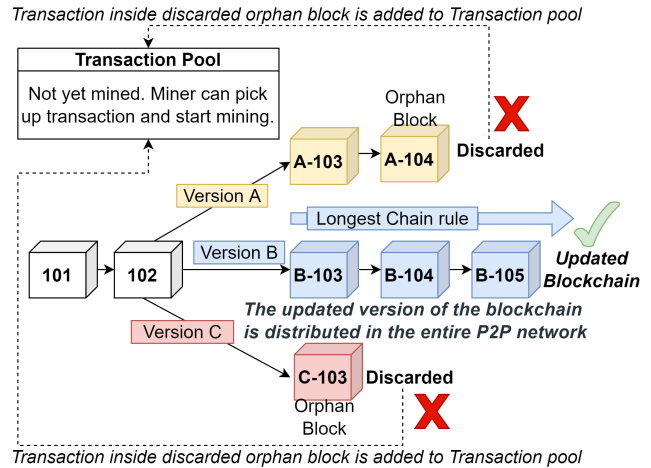 Transaction inside discarded orphan block is added to Transaction pool
Transaction Pool
Not yet mined. Miner can pick
up transaction and start mining.
Orphan
Block
A-103
A-104
Discarded
Version A
Longest Chain rule
Version B
101
102
B-103
B-104
B-105
Updated
Blockchain
The updated version of the blockchain
is distributed in the entire P2P network
Version C
C-103
Discarded
Orphan
Block
Transaction inside discarded orphan block is added to Transaction pool